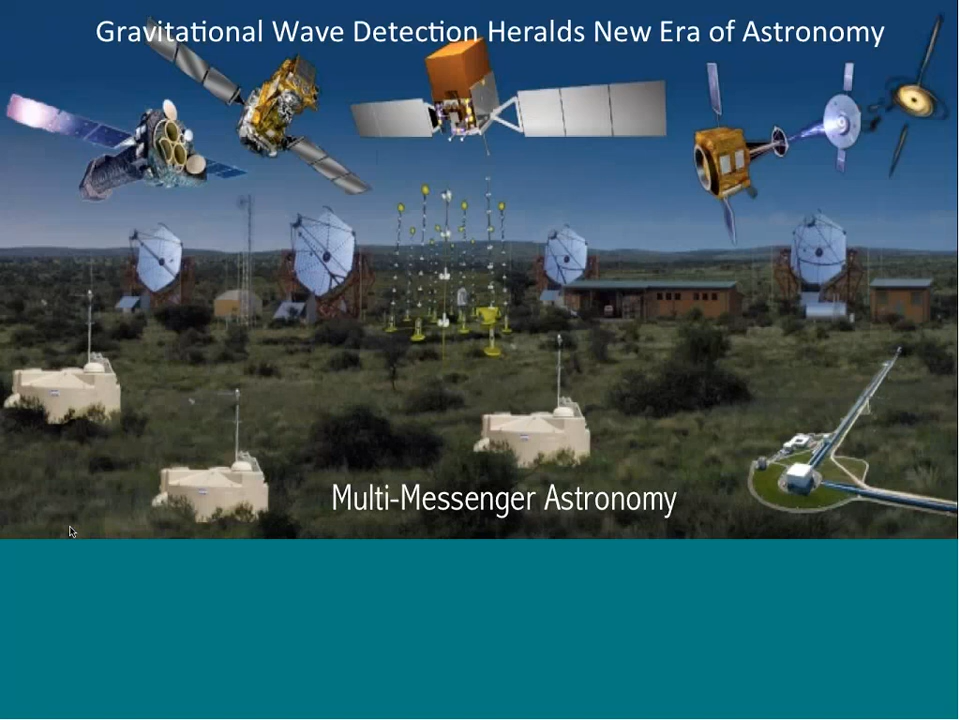 Gravitational Wave Detection Heralds New Era of Astronomy
Multi-Messenger Astronomy